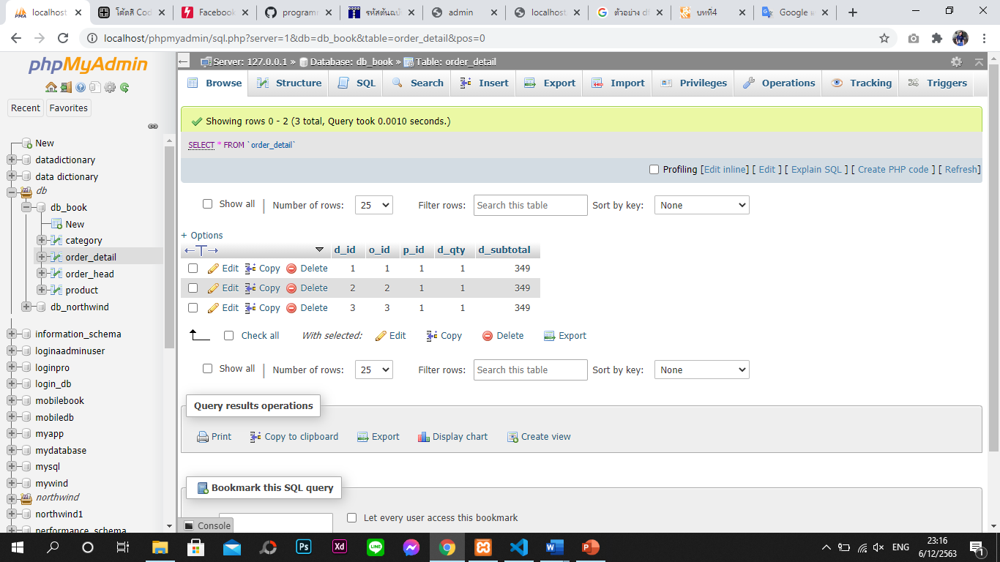 localhost
โค้ดสิ Cod
Facebook
program
รหัสต้นฉบั
admin
localhost
ตัวอย่าง d
บทที่4
Google แ
localhost/phpmyadmin/sql.php?server=1&db=db_book&table=order_detail&pos=0
phpMyAdmin
Recent Favorites
New
datadictionary
data dictionary
db
db_book
New
category
order_detail
order_head
product
db_northwind
information_schema
loginaadminuser
loginpro
login_db
mobilebook
mobiledb
myapp
mydatabase
mysql
mywind
northwind
northwind1
performance_schema
Server: 127.0.0.1 » Database: db_book » Table: order_detail
Browse Structure SQL Search Insert Export Import Privileges Operations Tracking Triggers
Showing rows 0 - 2 (3 total, Query took 0.0010 seconds.)
SELECT * FROM `order_detail`
Profiling [Edit inline] [ Edit ] [ Explain SQL ] [ Create PHP code ] [ Refresh]
Show all | Number of rows: 25 Filter rows: Search this table Sort by key: None
+ Options
←T→ d_id o_id p_id d_qty d_subtotal
Edit Copy Delete 1 1 1 1 349
Edit Copy Delete 2 2 1 1 349
Edit Copy Delete 3 3 1 1 349
Check all With selected: Edit Copy Delete Export
Show all | Number of rows: 25 Filter rows: Search this table Sort by key: None
Query results operations
Print Copy to clipboard Export Display chart Create view
Bookmark this SQL query
Let every user access this bookmark
Console
Ps
Xd
LINE
ENG
23:16
6/12/2563
1